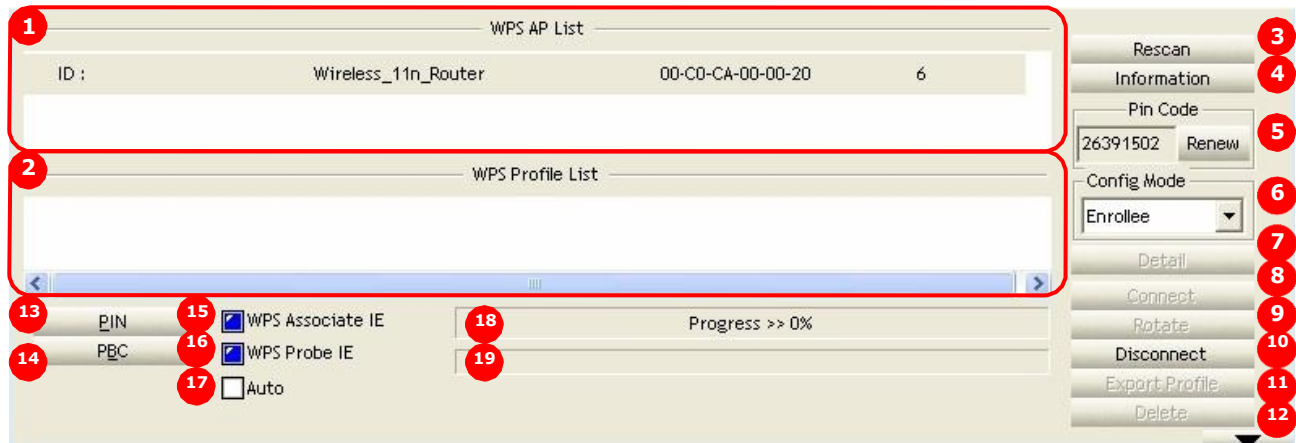 1
WPS AP List
ID : Wireless_11n_Router 00-C0-CA-00-00-20 6
2
WPS Profile List
3
Rescan
4
Information
Pin Code
5
26391502 Renew
Config Mode
6
Enrollee
7
Detail
8
Connect
9
Rotate
10
Disconnect
11
Export Profile
12
Delete
13
PIN
14
PBC
15
WPS Associate IE
16
WPS Probe IE
17
Auto
18
Progress >> 0%
19